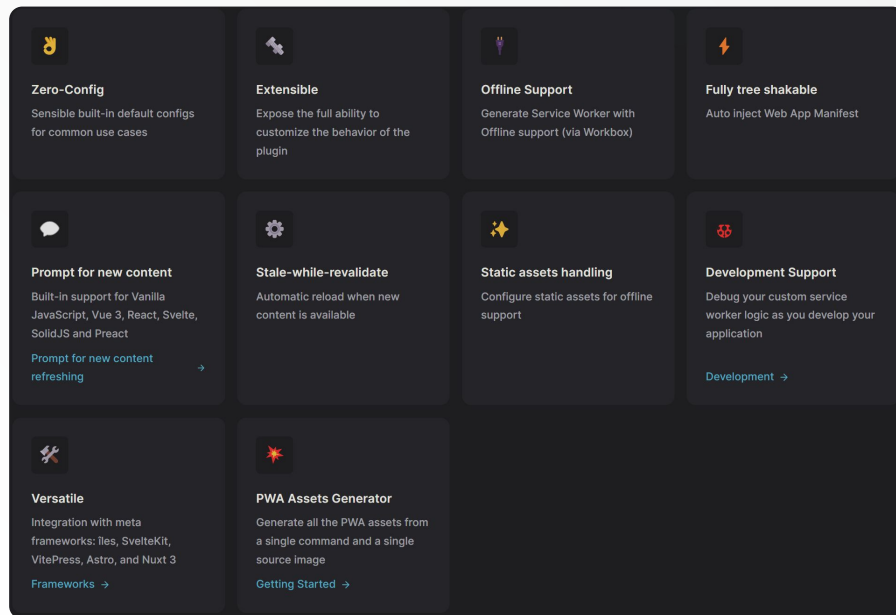 Zero-Config
Sensible built-in default configs
for common use cases
Extensible
Expose the full ability to
customize the behavior of the
plugin
Offline Support
Generate Service Worker with
Offline support (via Workbox)
Fully tree shakable
Auto inject Web App Manifest
Prompt for new content
Built-in support for Vanilla
JavaScript, Vue 3, React, Svelte,
SolidJS and Preact
Prompt for new content
refreshing →
Stale-while-revalidate
Automatic reload when new
content is available
Static assets handling
Configure static assets for offline
support
Development Support
Debug your custom service
worker logic as you develop your
application
Development →
Versatile
Integration with meta
frameworks: îles, SvelteKit,
VitePress, Astro, and Nuxt 3
Frameworks →
PWA Assets Generator
Generate all the PWA assets from
a single command and a single
source image
Getting Started →